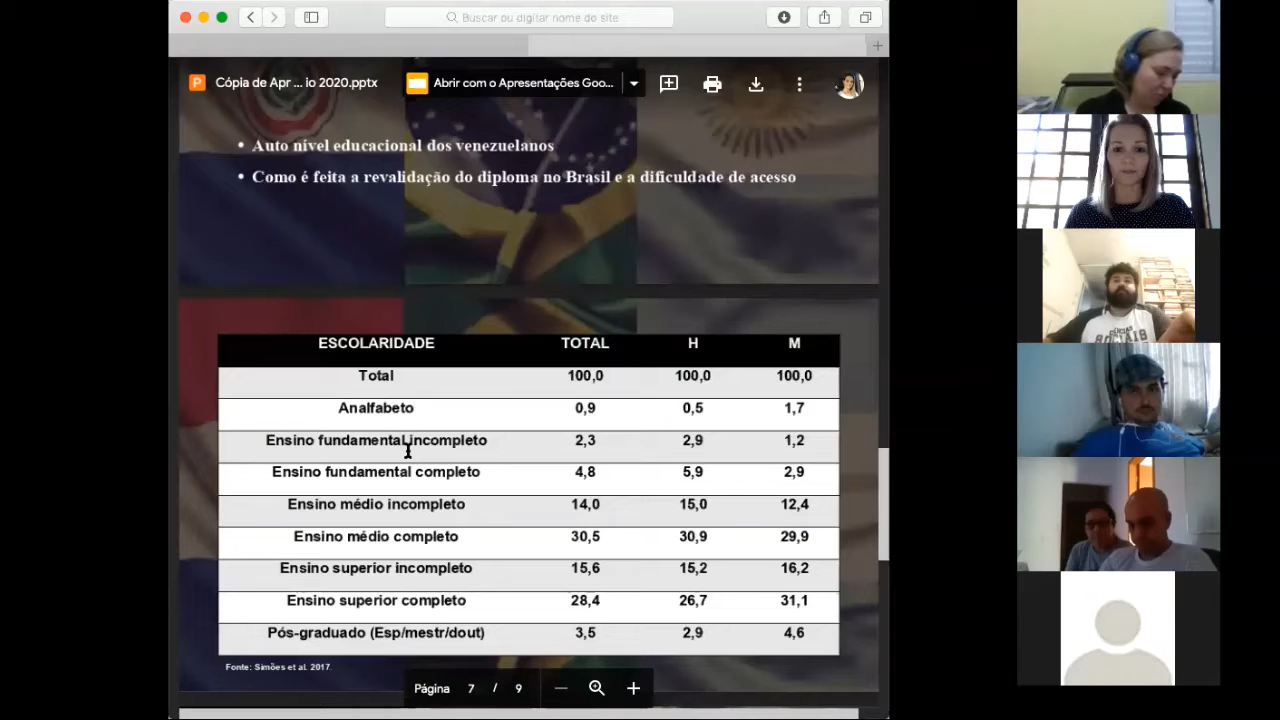 Buscar ou digitar nome do site
Cópia de Apr ... io 2020.pptx
Abrir com o Apresentações Goo...
• Auto nível educacional dos venezuelanos
• Como é feita a revalidação do diploma no Brasil e a dificuldade de acesso
ESCOLARIDADE TOTAL H M
Total 100,0 100,0 100,0
Analfabeto 0,9 0,5 1,7
Ensino fundamental incompleto 2,3 2,9 1,2
Ensino fundamental completo 4,8 5,9 2,9
Ensino médio incompleto 14,0 15,0 12,4
Ensino médio completo 30,5 30,9 29,9
Ensino superior incompleto 15,6 15,2 16,2
Ensino superior completo 28,4 26,7 31,1
Pós-graduado (Esp/mestr/dout) 3,5 2,9 4,6
Fonte: Simões et al. 2017.
Página 7 / 9
CIÊNCIAS
SOCIAIS